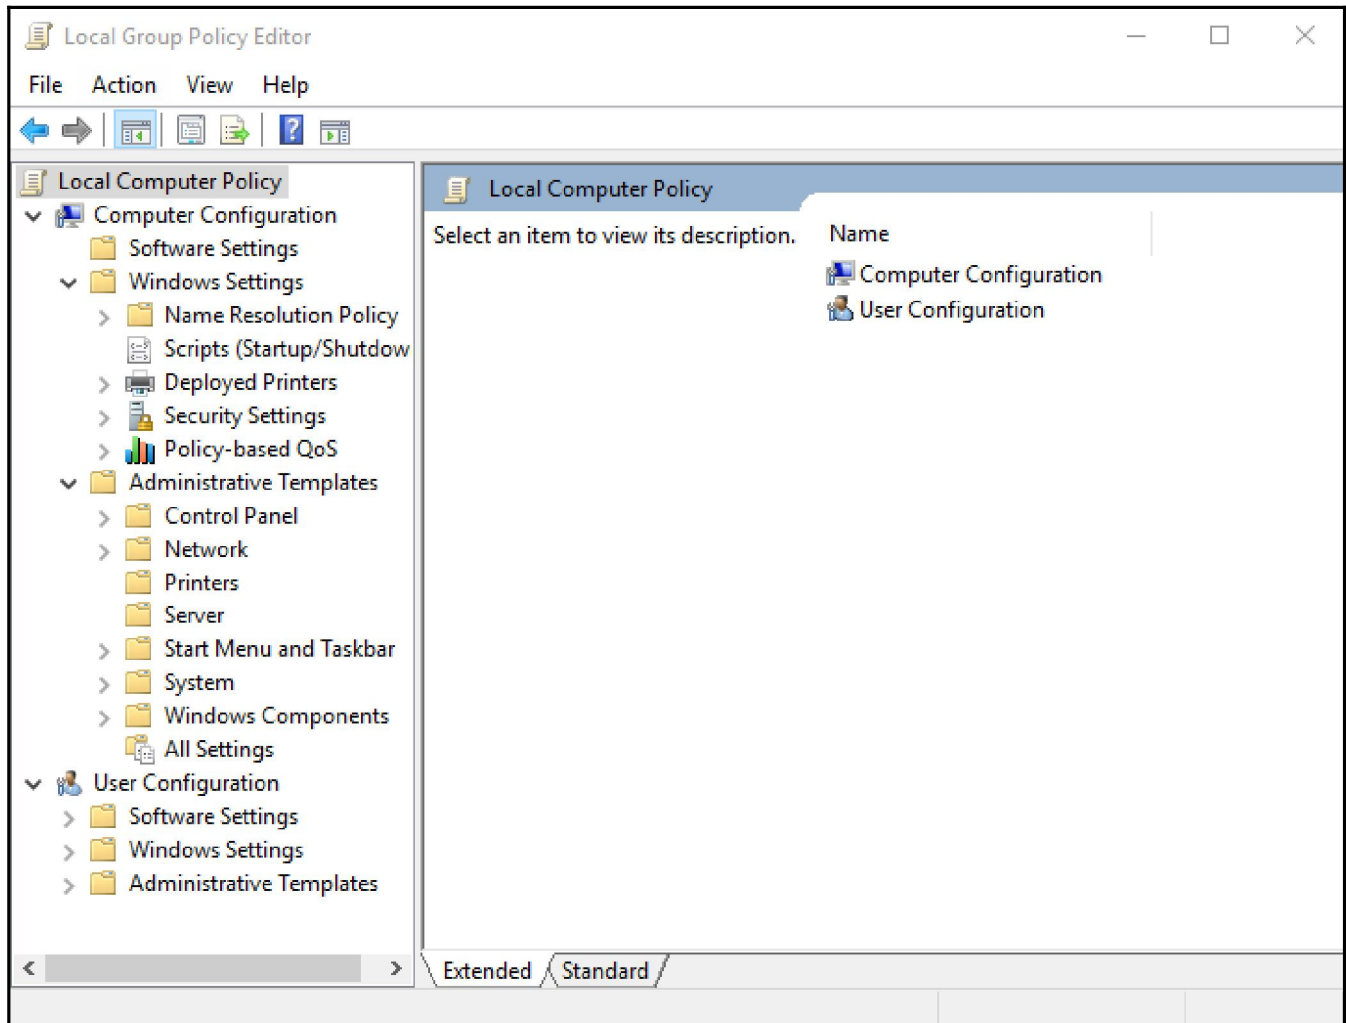 Local Group Policy Editor
File Action View Help
Local Computer Policy
Computer Configuration
Software Settings
Windows Settings
Name Resolution Policy
Scripts (Startup/Shutdow
Deployed Printers
Security Settings
Policy-based QoS
Administrative Templates
Control Panel
Network
Printers
Server
Start Menu and Taskbar
System
Windows Components
All Settings
User Configuration
Software Settings
Windows Settings
Administrative Templates
Local Computer Policy
Select an item to view its description.
Name
Computer Configuration
User Configuration
Extended Standard